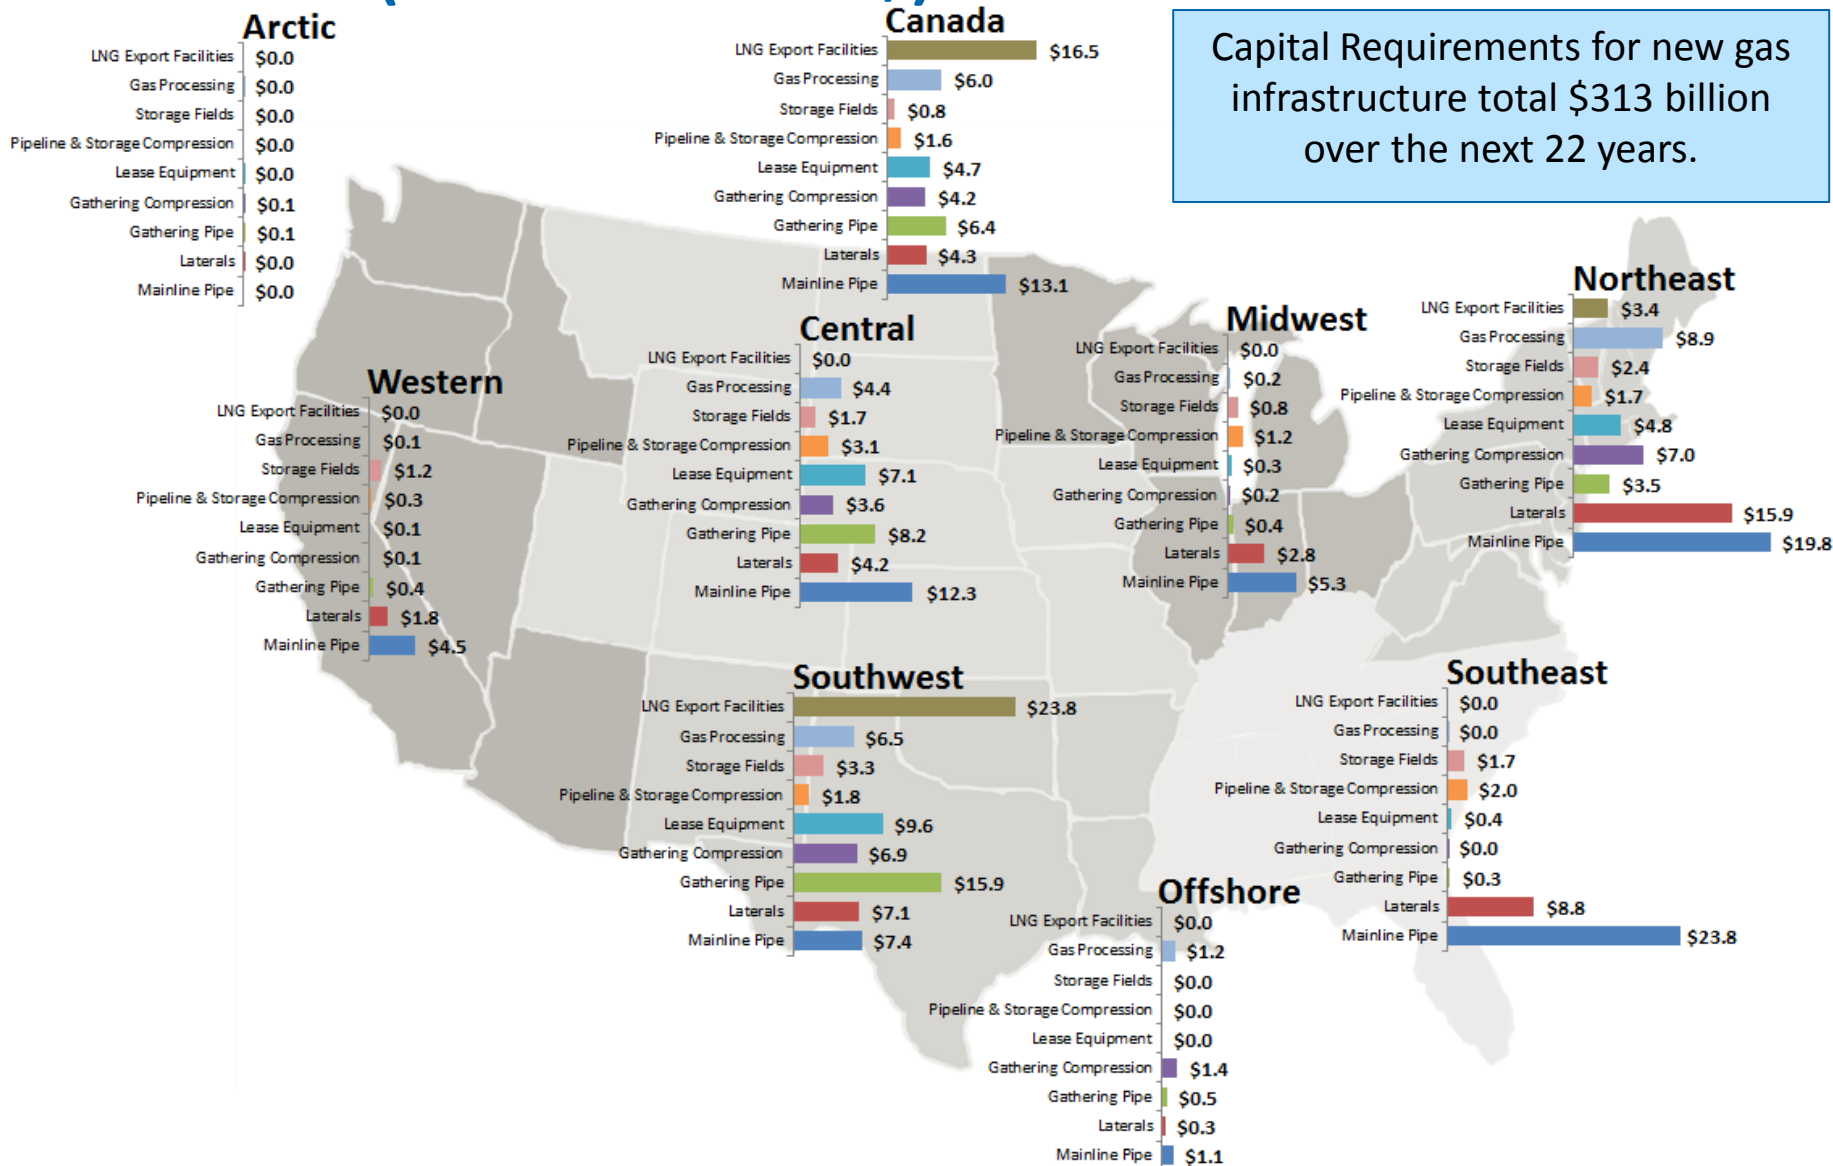 Arctic
LNG Export Facilities $0.0
Gas Processing $0.0
Storage Fields $0.0
Pipeline & Storage Compression $0.0
Lease Equipment $0.0
Gathering Compression $0.1
Gathering Pipe $0.1
Laterals $0.0
Mainline Pipe $0.0
Canada
LNG Export Facilities $16.5
Gas Processing $6.0
Storage Fields $0.8
Pipeline & Storage Compression $1.6
Lease Equipment $4.7
Gathering Compression $4.2
Gathering Pipe $6.4
Laterals $4.3
Mainline Pipe $13.1
Capital Requirements for new gas
infrastructure total $313 billion
over the next 22 years.
Northeast
LNG Export Facilities $3.4
Gas Processing $8.9
Storage Fields $2.4
Pipeline & Storage Compression $1.7
Lease Equipment $4.8
Gathering Compression $7.0
Gathering Pipe $3.5
Laterals $15.9
Mainline Pipe $19.8
Central
LNG Export Facilities $0.0
Gas Processing $4.4
Storage Fields $1.7
Pipeline & Storage Compression $3.1
Lease Equipment $7.1
Gathering Compression $3.6
Gathering Pipe $8.2
Laterals $4.2
Mainline Pipe $12.3
Midwest
LNG Export Facilities $0.0
Gas Processing $0.2
Storage Fields $0.8
Pipeline & Storage Compression $1.2
Lease Equipment $0.3
Gathering Compression $0.2
Gathering Pipe $0.4
Laterals $2.8
Mainline Pipe $5.3
Western
LNG Export Facilities $0.0
Gas Processing $0.1
Storage Fields $1.2
Pipeline & Storage Compression $0.3
Lease Equipment $0.1
Gathering Compression $0.1
Gathering Pipe $0.4
Laterals $1.8
Mainline Pipe $4.5
Southwest
LNG Export Facilities $23.8
Gas Processing $6.5
Storage Fields $3.3
Pipeline & Storage Compression $1.8
Lease Equipment $9.6
Gathering Compression $6.9
Gathering Pipe $15.9
Laterals $7.1
Mainline Pipe $7.4
Southeast
LNG Export Facilities $0.0
Gas Processing $0.0
Storage Fields $1.7
Pipeline & Storage Compression $2.0
Lease Equipment $0.4
Gathering Compression $0.0
Gathering Pipe $0.3
Laterals $8.8
Mainline Pipe $23.8
Offshore
LNG Export Facilities $0.0
Gas Processing $1.2
Storage Fields $0.0
Pipeline & Storage Compression $0.0
Lease Equipment $0.0
Gathering Compression $1.4
Gathering Pipe $0.5
Laterals $0.3
Mainline Pipe $1.1